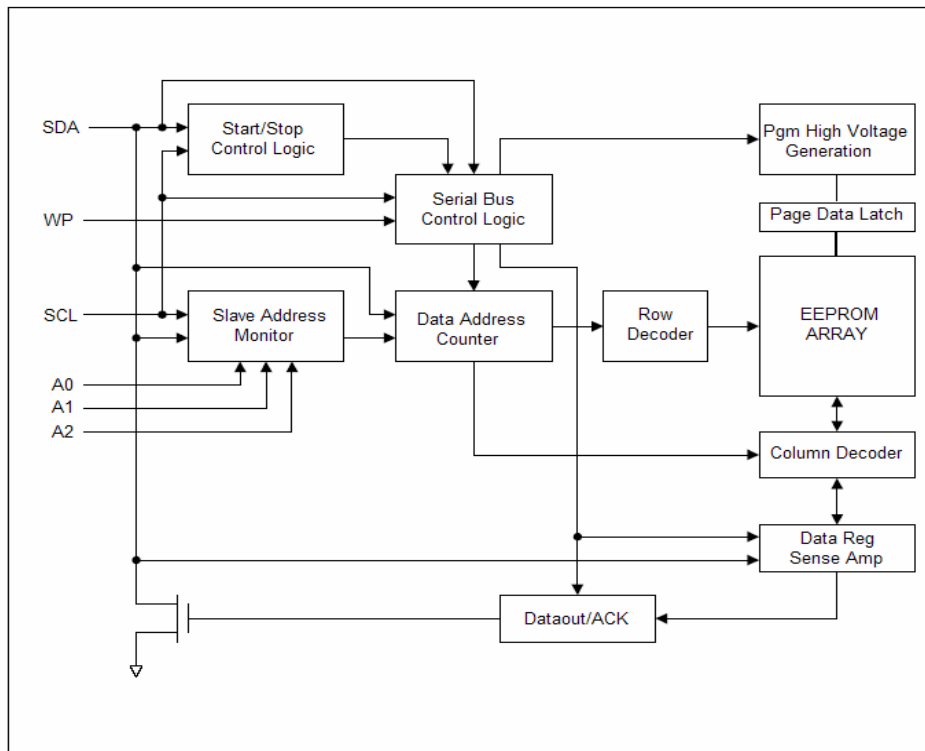 SDA
Start/Stop
Control Logic
Pgm High Voltage
Generation
WP
Serial Bus
Control Logic
Page Data Latch
SCL
Slave Address
Monitor
Data Address
Counter
Row
Decoder
EEPROM
ARRAY
A0
A1
A2
Column Decoder
Data Reg
Sense Amp
Dataout/ACK